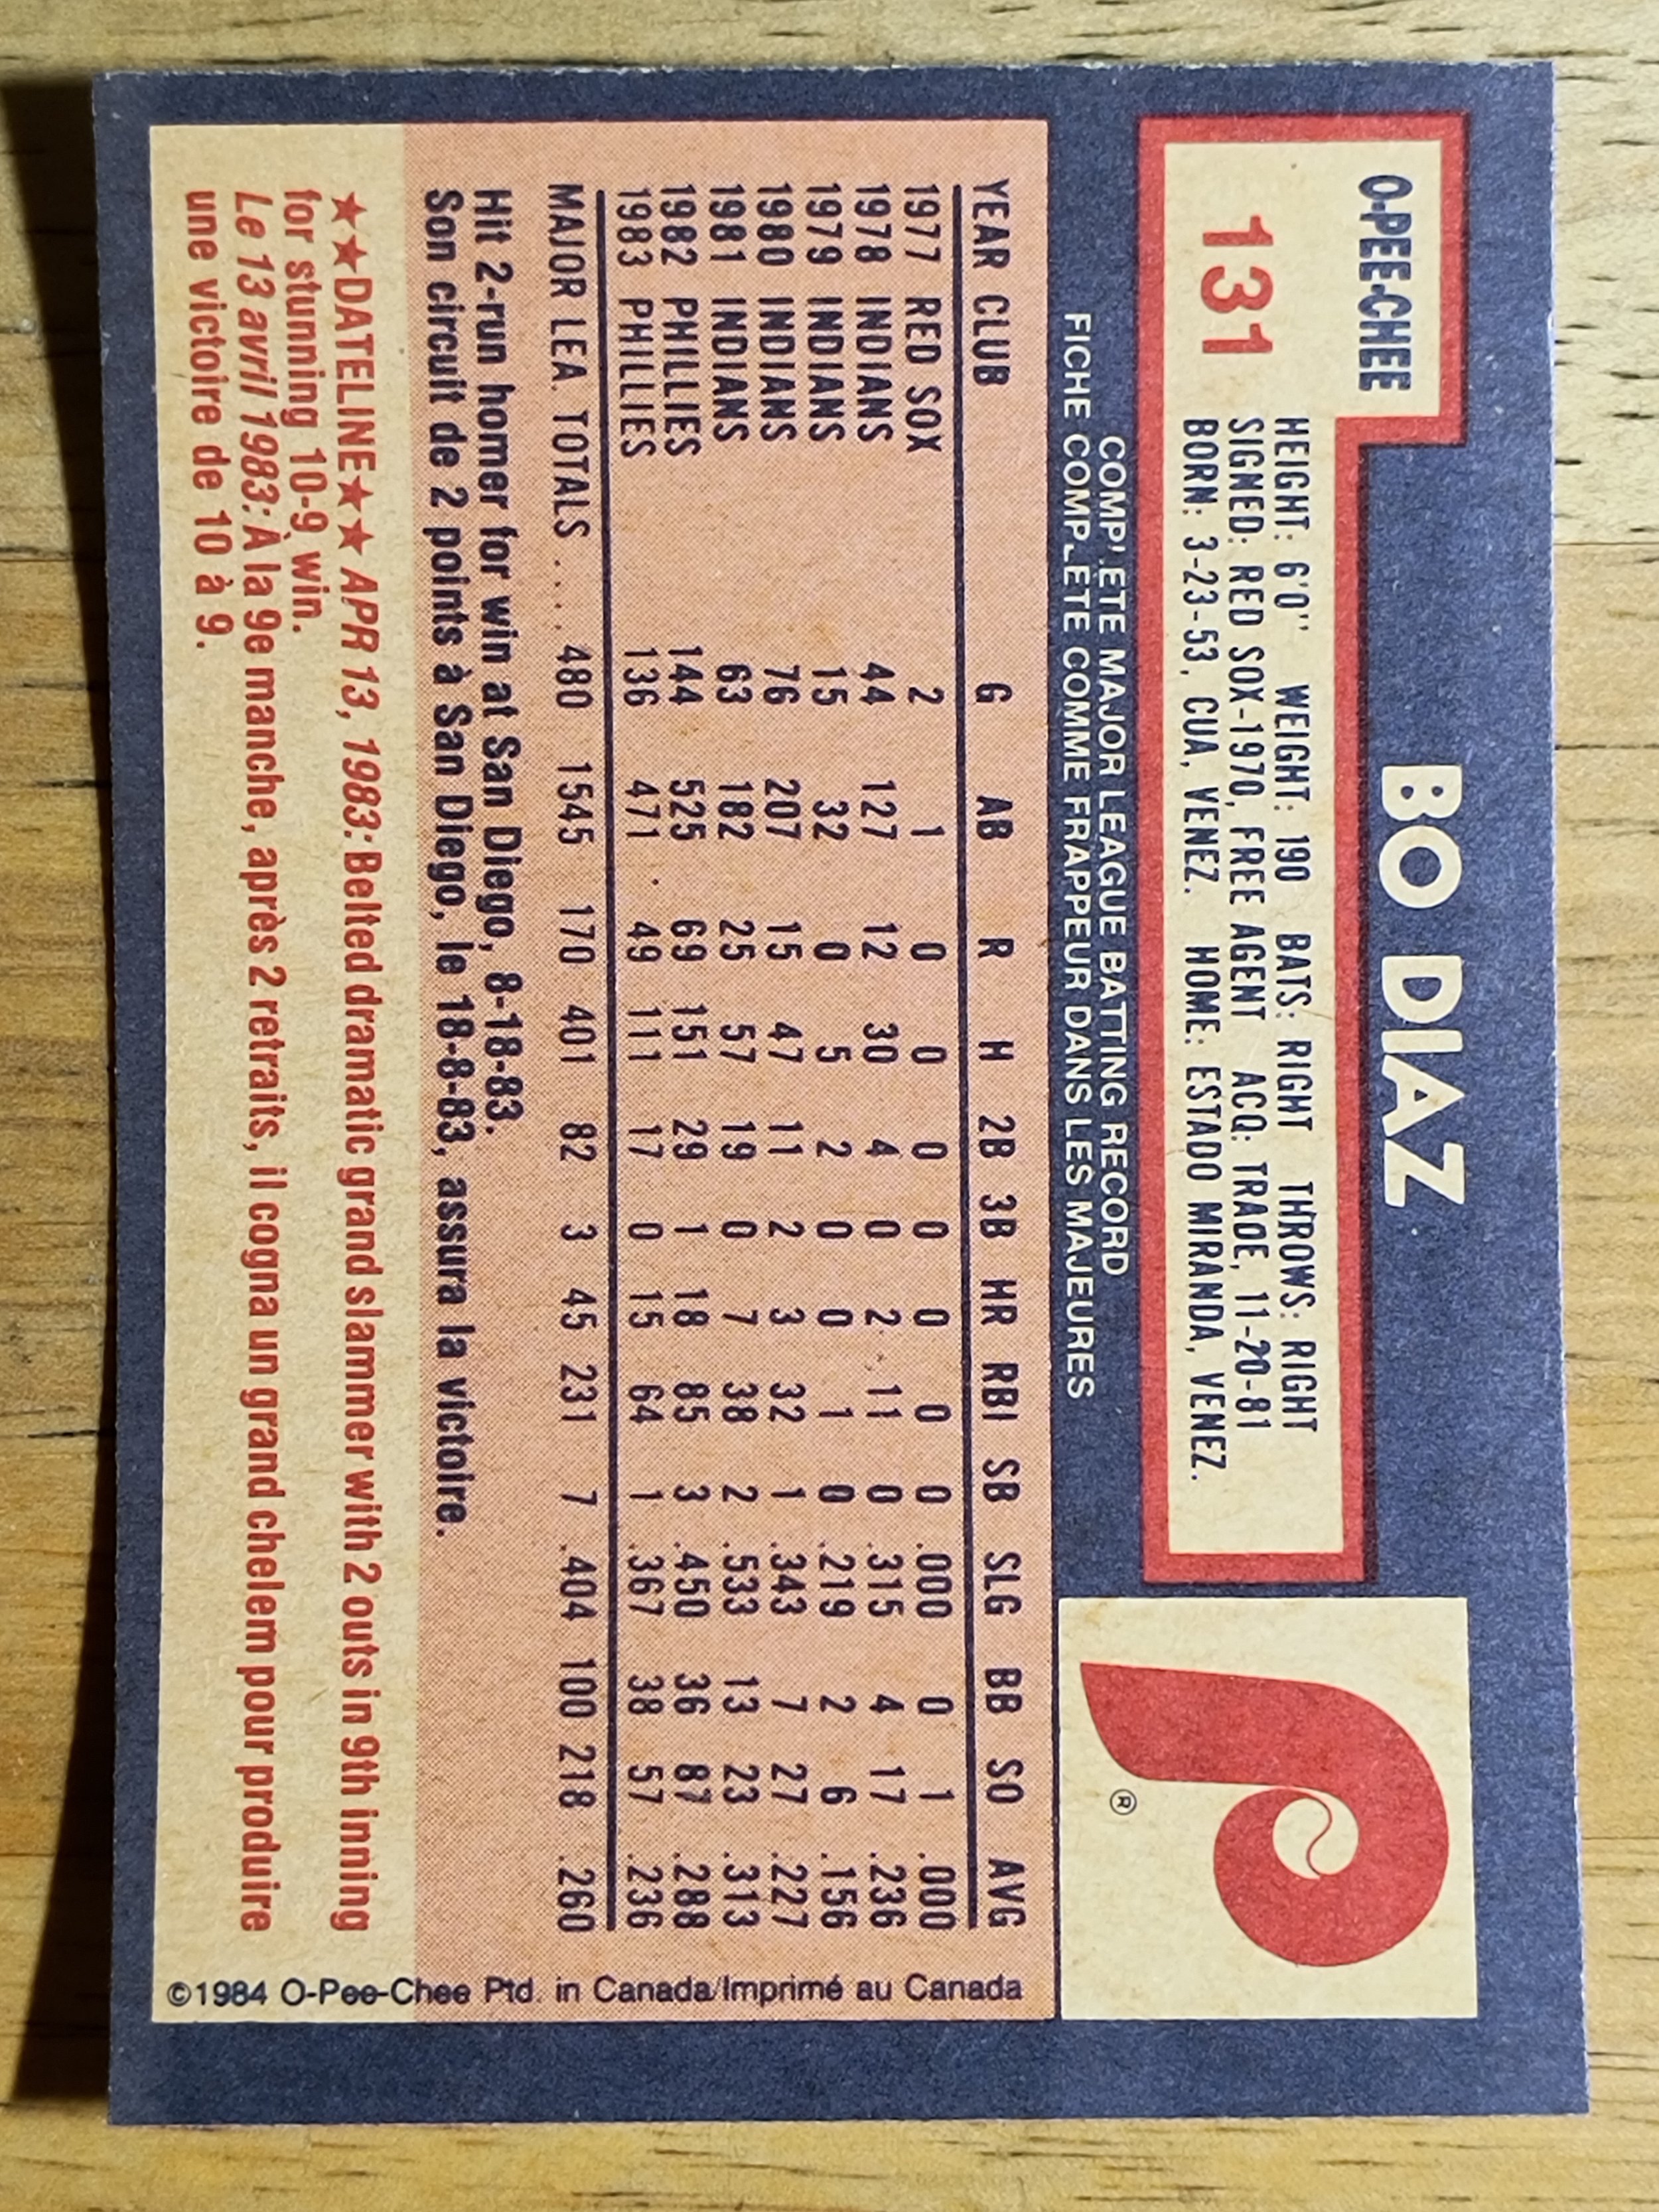 O-PEE-CHEE
131
BO DIAZ
HEIGHT: 6'0" WEIGHT: 190 BATS: RIGHT THROWS: RIGHT
SIGNED: RED SOX-1970, FREE AGENT ACQ: TRADE, 11-20-81
BORN: 3-23-53, CUA, VENEZ. HOME: ESTADO MIRANDA, VENEZ.
®
COMPLETE MAJOR LEAGUE BATTING RECORD
FICHE COMPLETE COMME FRAPPEUR DANS LES MAJEURES
YEAR CLUB G AB R H 2B 3B HR RBI SB SLG BB SO AVG
1977 RED SOX 2 1 0 0 0 0 0 0 0 .000 0 1 .000
1978 INDIANS 44 127 12 30 4 0 2 11 0 .315 4 17 .236
1979 INDIANS 15 32 0 5 2 0 0 1 0 .219 2 6 .156
1980 INDIANS 76 207 15 47 11 2 3 32 1 .343 7 27 .227
1981 INDIANS 63 182 25 57 19 0 7 38 2 .533 13 23 .313
1982 PHILLIES 144 525 69 151 29 1 18 85 3 .450 36 87 .288
1983 PHILLIES 136 471 49 111 17 0 15 64 1 .367 38 57 .236
MAJOR LEA. TOTALS .... 480 1545 170 401 82 3 45 231 7 .404 100 218 .260
Hit 2-run homer for win at San Diego, 8-18-83.
Son circuit de 2 points à San Diego, le 18-8-83, assura la victoire.
★★DATELINE★★ APR 13, 1983: Belted dramatic grand slammer with 2 outs in 9th inning
for stunning 10-9 win.
Le 13 avril 1983: À la 9e manche, après 2 retraits, il cogna un grand chelem pour produire
une victoire de 10 à 9.
©1984 O-Pee-Chee Ptd. in Canada/Imprimé au Canada